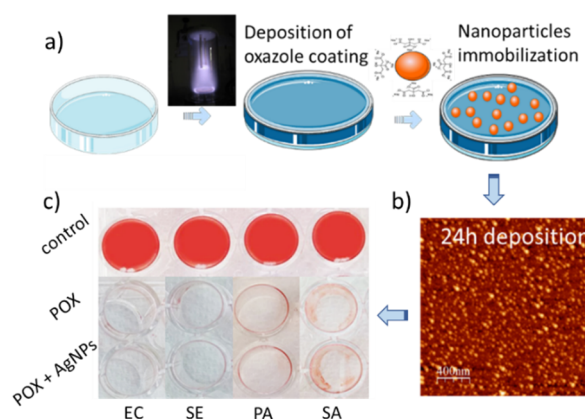 a)
Deposition of
oxazole coating
Nanoparticles
immobilization
c)
control
POX
POX + AgNPs
EC SE PA SA
b)
24h deposition
400nm